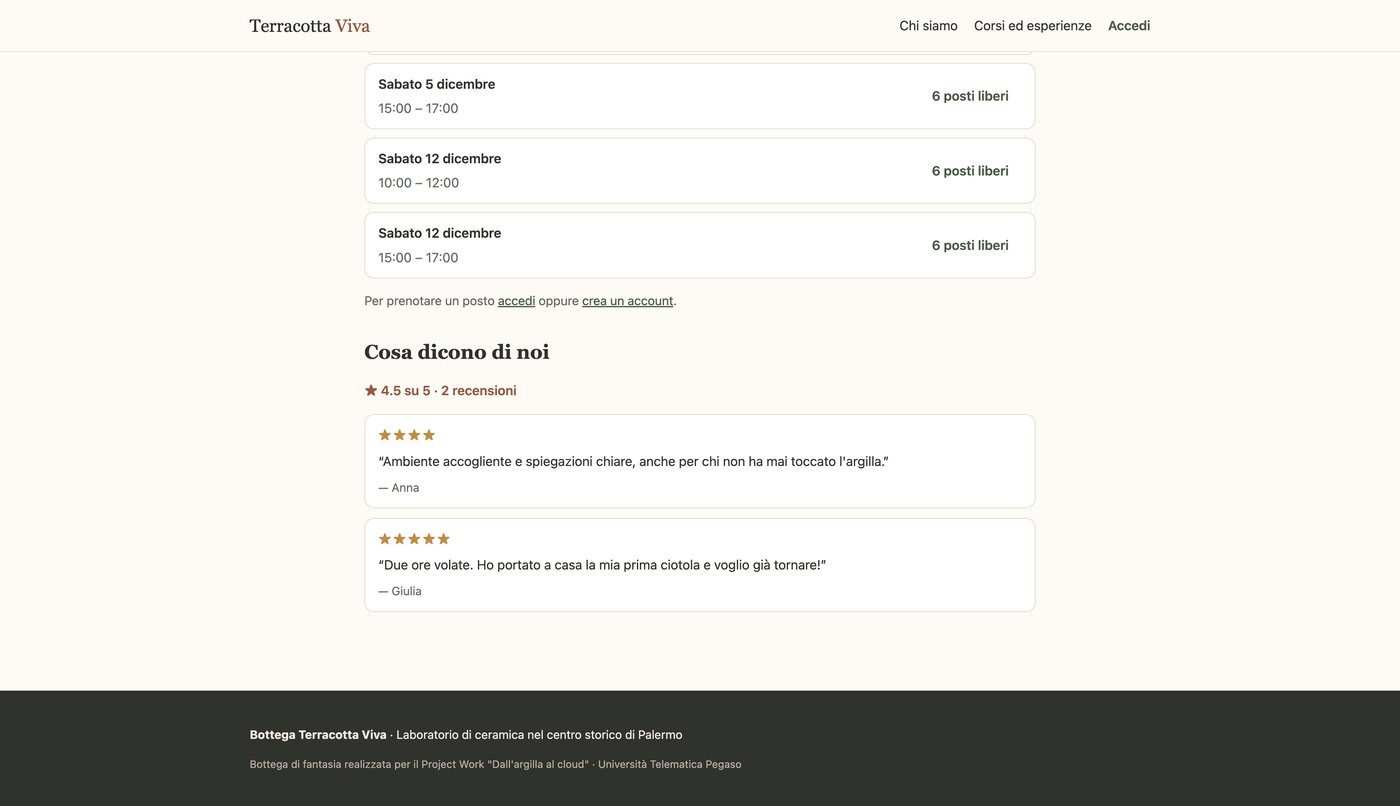 Terracotta Viva
Chi siamo Corsi ed esperienze Accedi
Sabato 5 dicembre
15:00 – 17:00
6 posti liberi
Sabato 12 dicembre
10:00 – 12:00
6 posti liberi
Sabato 12 dicembre
15:00 – 17:00
6 posti liberi
Per prenotare un posto accedi oppure crea un account.
Cosa dicono di noi
★ 4.5 su 5 · 2 recensioni
★★★★
“Ambiente accogliente e spiegazioni chiare, anche per chi non ha mai toccato l'argilla.”
— Anna
★★★★★
“Due ore volate. Ho portato a casa la mia prima ciotola e voglio già tornare!”
— Giulia
Bottega Terracotta Viva · Laboratorio di ceramica nel centro storico di Palermo
Bottega di fantasia realizzata per il Project Work "Dall'argilla al cloud" · Università Telematica Pegaso